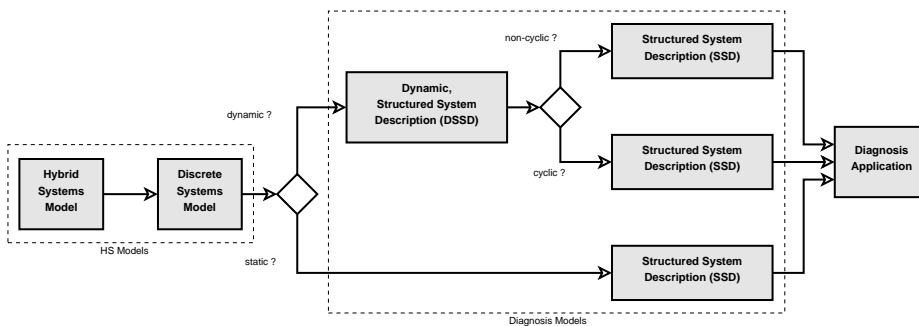 non-cyclic ?
Structured System
Description (SSD)
Dynamic,
Structured System
Description (DSSD)
dynamic ?
Structured System
Description (SSD)
cyclic ?
Diagnosis
Application
Hybrid
Systems
Model
Discrete
Systems
Model
HS Models
static ?
Structured System
Description (SSD)
Diagnosis Models